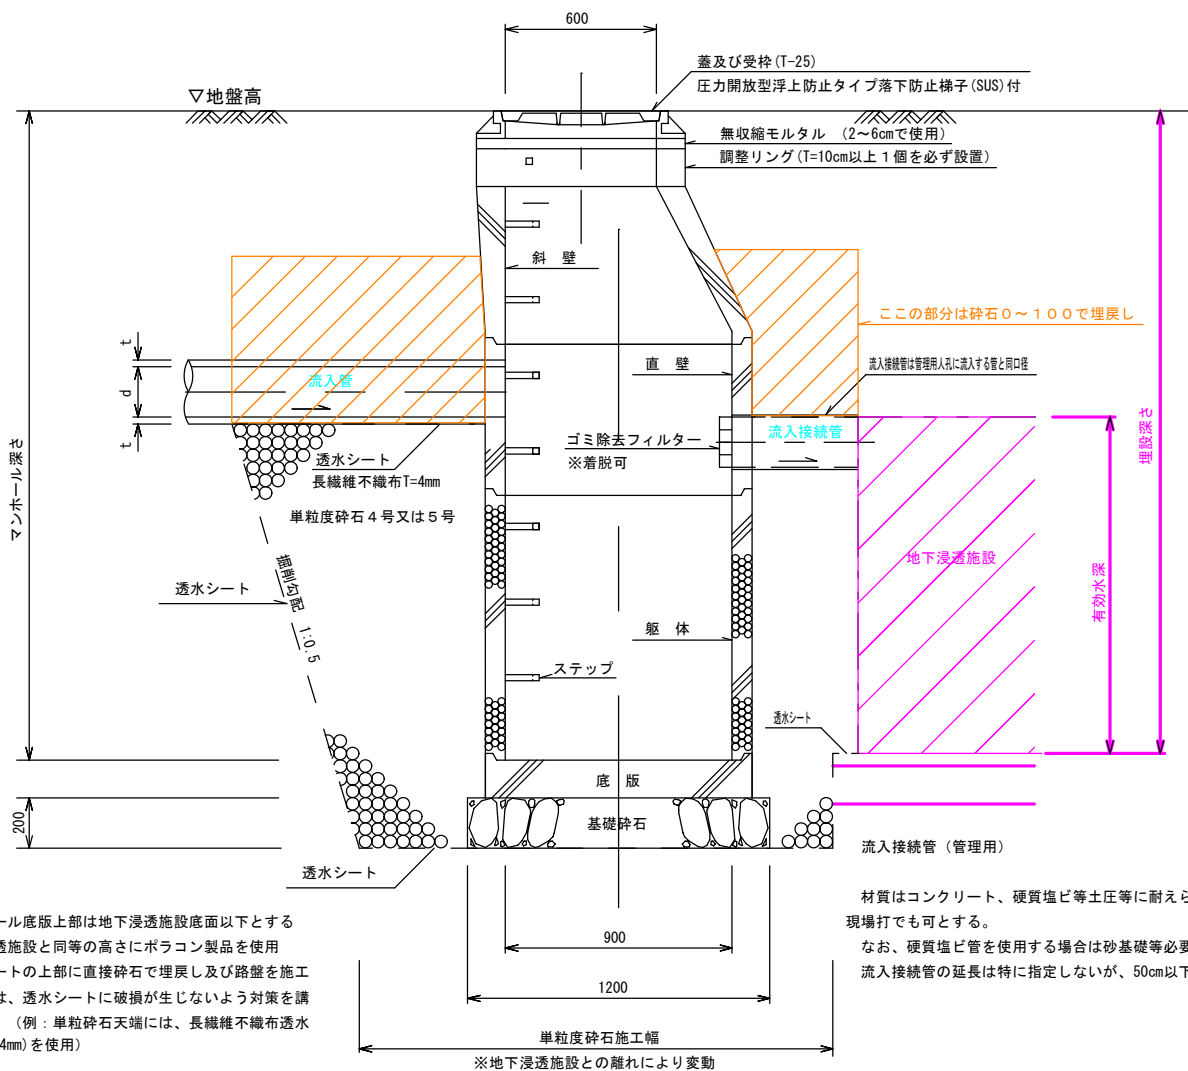 600
蓋及び受枠(T-25)
圧力開放型浮上防止タイプ落下防止梯子(SUS)付
▽地盤高
無収縮モルタル （2～6cmで使用）
調整リング(T=10cm以上１個を必ず設置)
斜 壁
ここの部分は砕石０～１００で埋戻し
t
d
t
流入管
直 壁
流入接続管は管理用人孔に流入する管と同口径
流入接続管
ゴミ除去フィルター
※着脱可
透水シート
長繊維不織布T=4mm
単粒度砕石４号又は５号
マンホール深さ
埋設深さ
有効水深
地下浸透施設
透水シート
掘削勾配 1:0.5
躯 体
ステップ
透水シート
底 版
基礎砕石
200
透水シート
流入接続管（管理用）
材質はコンクリート、硬質塩ビ等土圧等に耐えら
現場打でも可とする。
なお、硬質塩ビ管を使用する場合は砂基礎等必要
流入接続管の延長は特に指定しないが、50cm以下
ール底版上部は地下浸透施設底面以下とする
透施設と同等の高さにポラコン製品を使用
ートの上部に直接砕石で埋戻し及び路盤を施工
は、透水シートに破損が生じないよう対策を講
（例：単粒砕石天端には、長繊維不織布透水
4mm)を使用）
900
1200
単粒度砕石施工幅
※地下浸透施設との離れにより変動